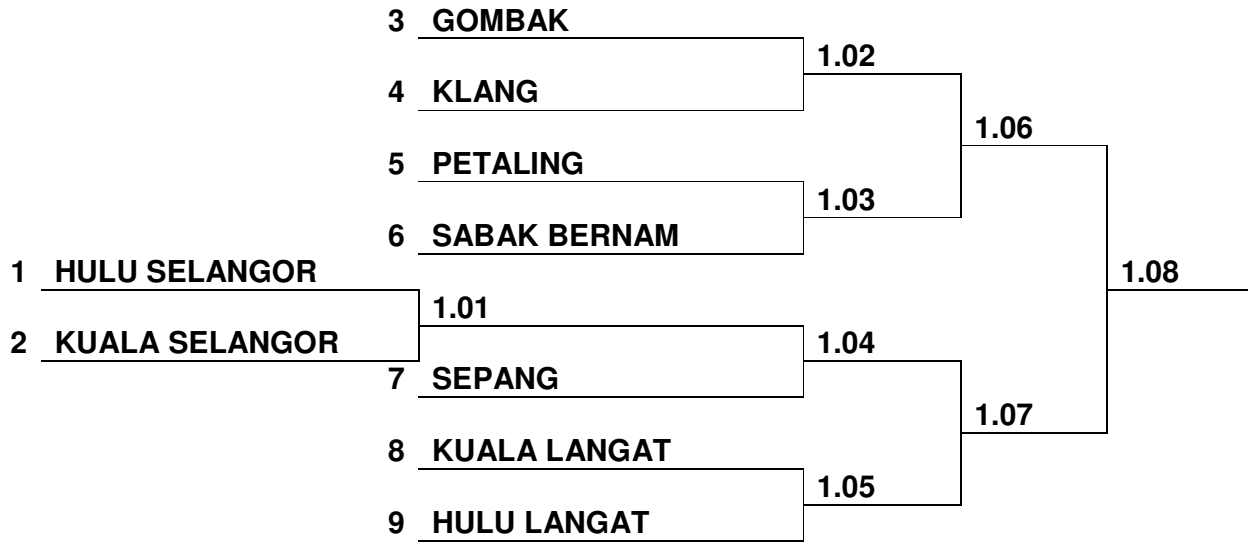 3 GOMBAK
1.02
4 KLANG
1.06
5 PETALING
1.03
6 SABAK BERNAM
1 HULU SELANGOR
1.08
1.01
2 KUALA SELANGOR
1.04
7 SEPANG
1.07
8 KUALA LANGAT
1.05
9 HULU LANGAT